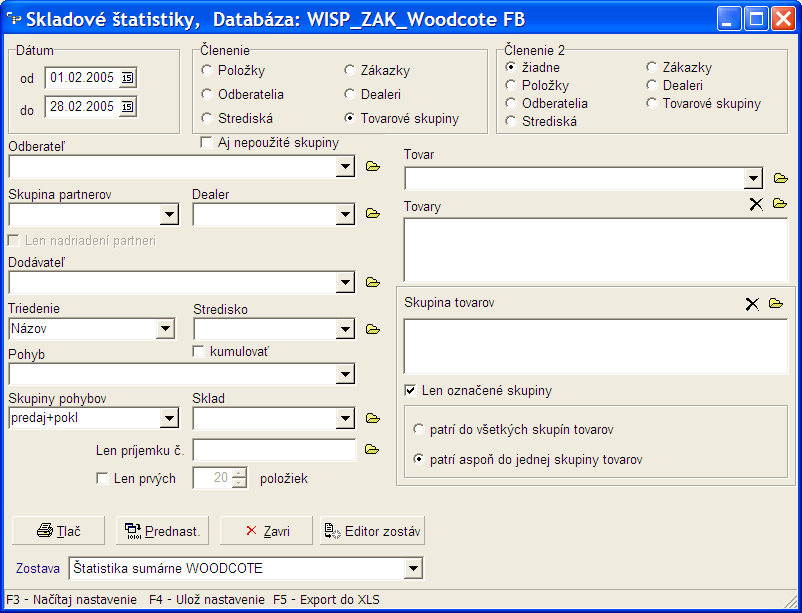 Skladové štatistiky,  Databáza: WISP_ZAK_Woodcote FB
Dátum
od 01.02.2005 15
do 28.02.2005 15
Členenie
Položky
Zákazky
Odberatelia
Dealeri
Strediská
Tovarové skupiny
Členenie 2
žiadne
Zákazky
Položky
Dealeri
Odberatelia
Tovarové skupiny
Strediská
Aj nepoužité skupiny
Odberateľ
Tovar
Skupina partnerov
Dealer
Tovary
Len nadriadení partneri
Dodávateľ
Triedenie
Stredisko
Názov
kumulovať
Pohyb
Skupiny pohybov
Sklad
predaj+pokl
Len príjemku č.
Len prvých 20 položiek
Skupina tovarov
Len označené skupiny
patrí do všetkých skupín tovarov
patrí aspoň do jednej skupiny tovarov
Tlač
Prednast.
Zavri
Editor zostáv
Zostava Štatistika sumárne WOODCOTE
F3 - Načítaj nastavenie   F4 - Ulož nastavenie  F5 - Export do XLS